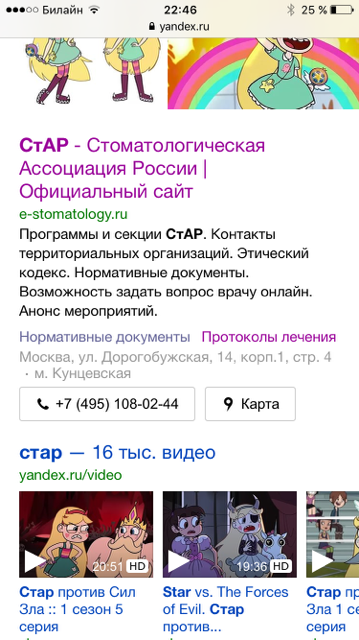 Билайн 22:46 25 %
yandex.ru
СтАР - Стоматологическая
Ассоциация России |
Официальный сайт
e-stomatology.ru
Программы и секции СтАР. Контакты
территориальных организаций. Этический
кодекс. Нормативные документы.
Возможность задать вопрос врачу онлайн.
Анонс мероприятий.
Нормативные документы Протоколы лечения
Москва, ул. Дорогобужская, 14, корп.1, стр. 4
· м. Кунцевская
+7 (495) 108-02-44 Карта
стар — 16 тыс. видео
yandex.ru/video
20:51 HD 19:36 HD
Стар против Сил Star vs. The Forces Стар пр
Зла :: 1 сезон 5 of Evil. Стар
серия против...